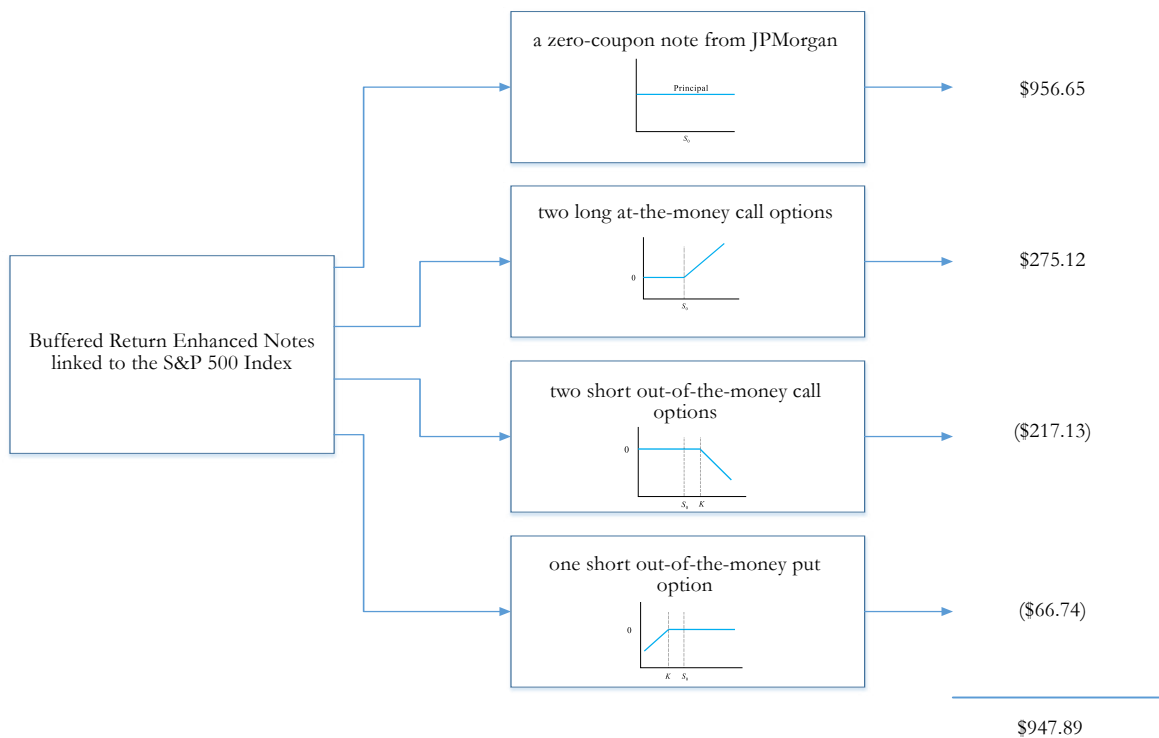 a zero-coupon note from JPMorgan
Principal
S₀
$956.65
two long at-the-money call options
0
S₀
$275.12
Buffered Return Enhanced Notes
linked to the S&P 500 Index
two short out-of-the-money call
options
0
S₀ K
($217.13)
one short out-of-the-money put
option
0
K S₀
($66.74)
$947.89